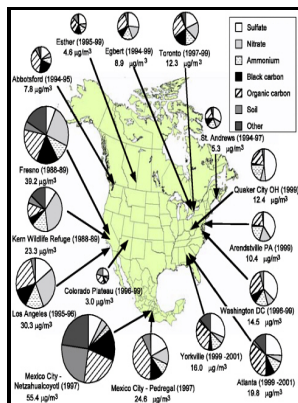 Esther (1995-99)
4.6 µg/m³
Egbert (1994-99)
8.9 µg/m³
Toronto (1997-99)
12.3 µg/m³
Sulfate
Nitrate
Ammonium
Black carbon
Organic carbon
Soil
Other
Abbotsford (1994-95)
7.8 µg/m³
St. Andrews (1994-97)
5.3 µg/m³
Fresno (1988-89)
39.2 µg/m³
Quaker City OH (1999)
12.4 µg/m³
Kern Wildlife Refuge (1988-89)
23.3 µg/m³
Arendtsville PA (1999)
10.4 µg/m³
Colorado Plateau (1996-99)
3.0 µg/m³
Los Angeles (1995-96)
30.3 µg/m³
Washington DC (1996-99)
14.5 µg/m³
Mexico City -
Netzahualcoyotl (1997)
55.4 µg/m³
Mexico City - Pedregal (1997)
24.6 µg/m³
Yorkville (1999 -2001)
16.0 µg/m³
Atlanta (1999 -2001)
19.8 µg/m³